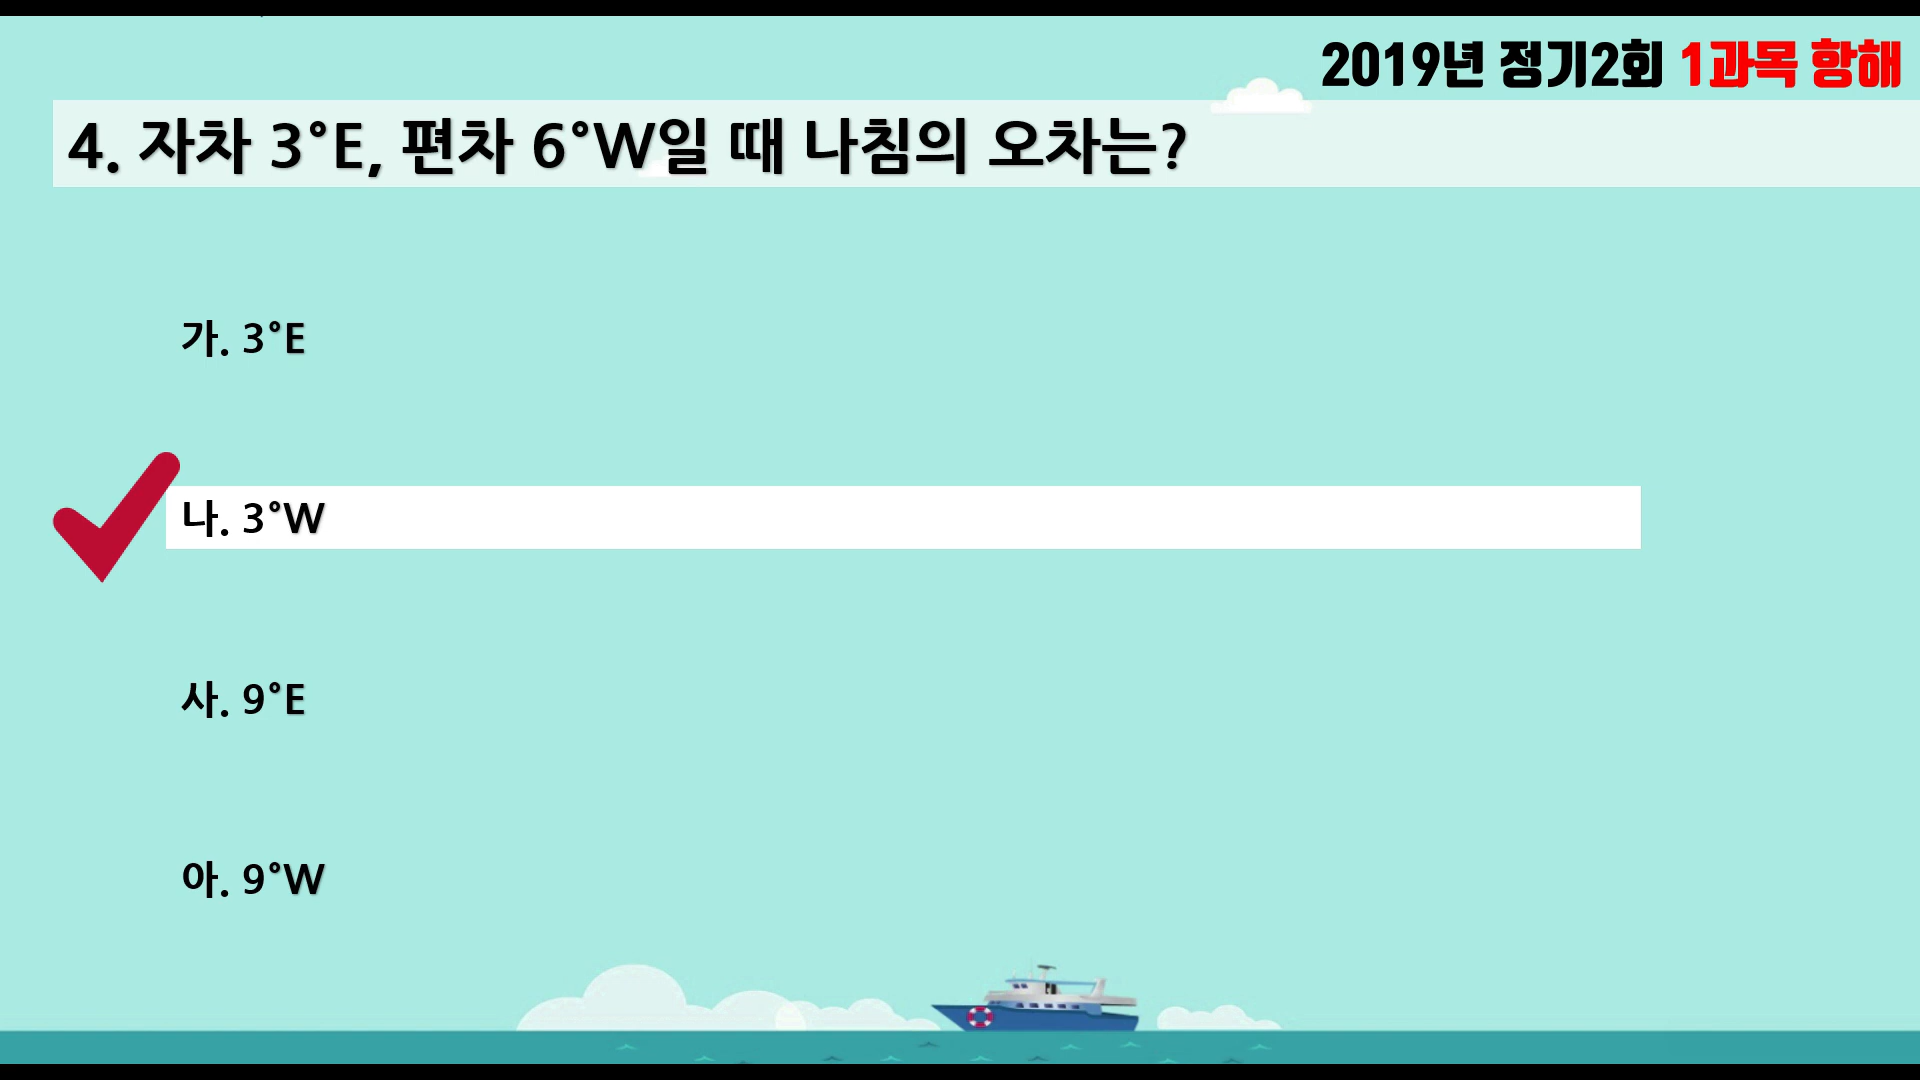 2019년 정기2회 1과목 항해
4. 자차 3°E, 편차 6°W일 때 나침의 오차는?
가. 3°E
나. 3°W
사. 9°E
아. 9°W